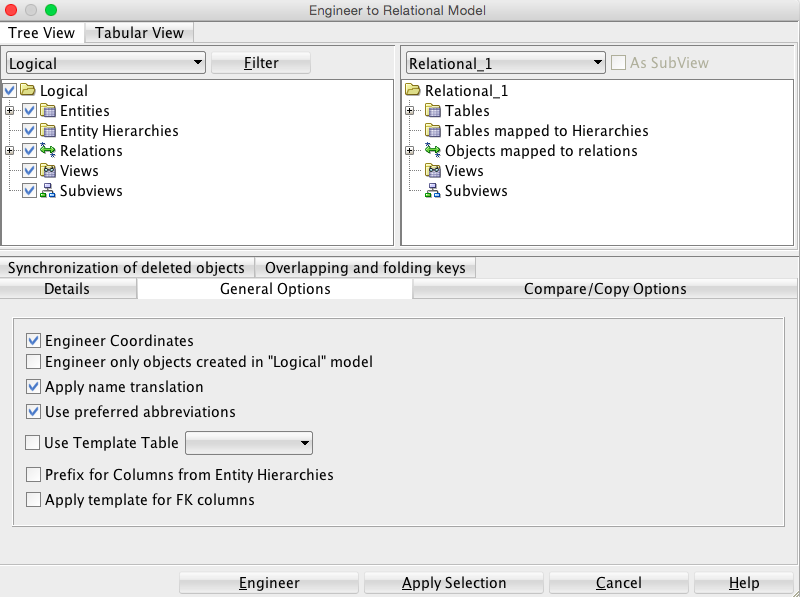 Engineer to Relational Model
Tree View Tabular View
Logical Filter Relational_1 As SubView
Logical
Entities
Entity Hierarchies
Relations
Views
Subviews
Relational_1
Tables
Tables mapped to Hierarchies
Objects mapped to relations
Views
Subviews
Synchronization of deleted objects Overlapping and folding keys
Details General Options Compare/Copy Options
Engineer Coordinates
Engineer only objects created in "Logical" model
Apply name translation
Use preferred abbreviations
Use Template Table
Prefix for Columns from Entity Hierarchies
Apply template for FK columns
Engineer Apply Selection Cancel Help